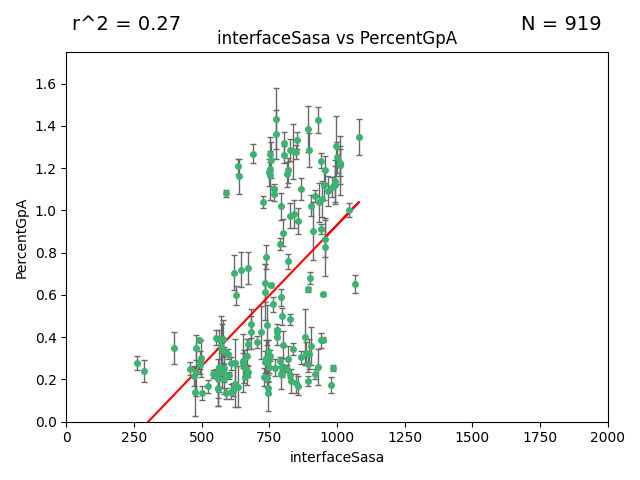 r^2 = 0.27 N = 919
interfaceSasa vs PercentGpA
PercentGpA
1.6
1.4
1.2
1.0
0.8
0.6
0.4
0.2
0.0
0 250 500 750 1000 1250 1500 1750 2000
interfaceSasa